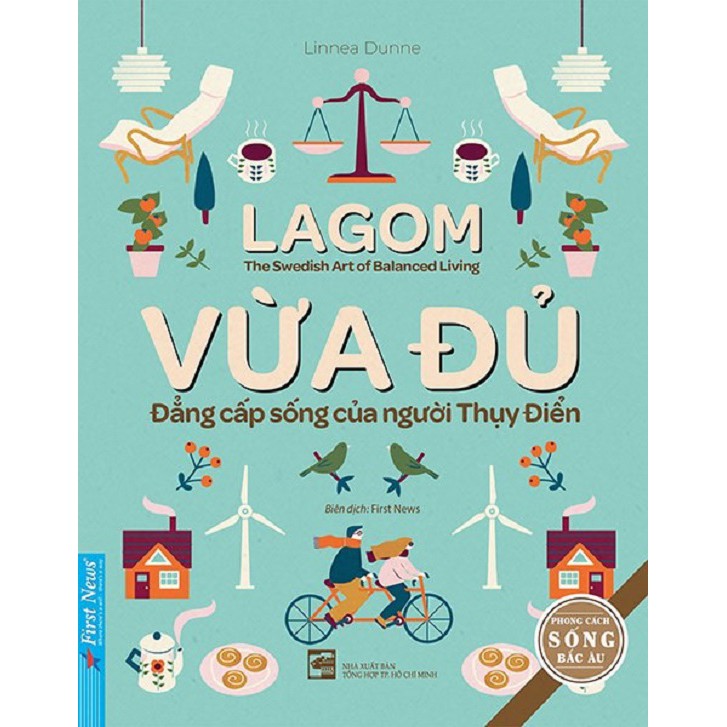 Linnea Dunne
LAGOM
The Swedish Art of Balanced Living
VỪA ĐỦ
Đẳng cấp sống của người Thụy Điển
Biên dịch: First News
First News
PHONG CÁCH
SỐNG
BẮC ÂU
NHÀ XUẤT BẢN
TỔNG HỢP TP. HỒ CHÍ MINH